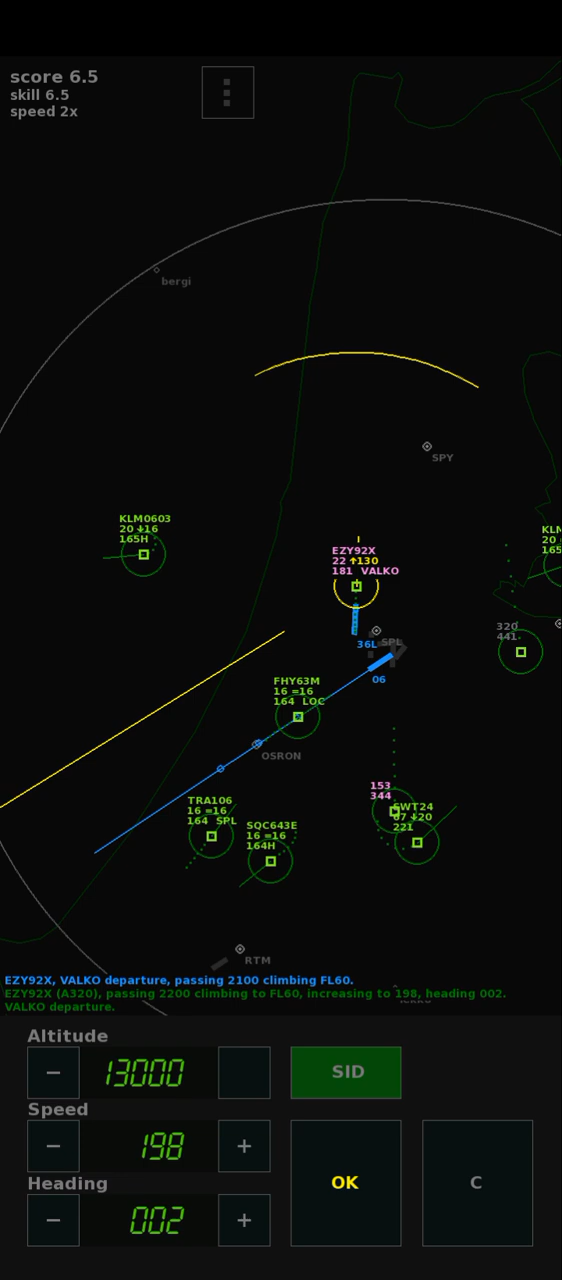 score 6.5
skill 6.5
speed 2x
bergi
SPY
KLM0603
20 ↓16
165H
KLN
20
165
EZY92X
22 ↑130
181 VALKO
SPL
36L
06
320
441
FHY63M
16 =16
164 LOC
OSRON
TRA106
16 =16
164 SPL
SQC643E
16 =16
164H
153
344
SWT24
07 ↓20
221
RTM
EZY92X, VALKO departure, passing 2100 climbing FL60.
EZY92X (A320), passing 2200 climbing to FL60, increasing to 198, heading 002.
VALKO departure.
Altitude
− 13000
SID
Speed
− 198 +
Heading
− 002 +
OK
C